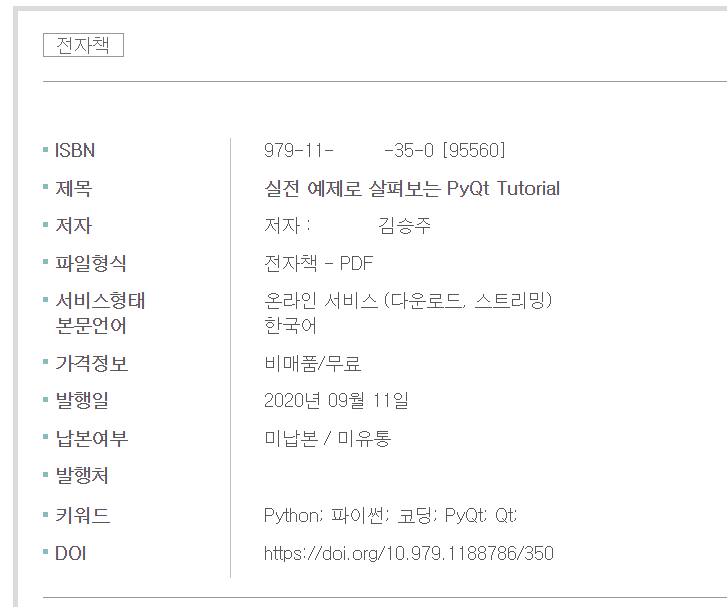 전자책
ISBN 979-11- -35-0 [95560]
제목 실전 예제로 살펴보는 PyQt Tutorial
저자 저자 : 김승주
파일형식 전자책 - PDF
서비스형태 온라인 서비스 (다운로드, 스트리밍)
본문언어 한국어
가격정보 비매품/무료
발행일 2020년 09월 11일
납본여부 미납본 / 미유통
발행처
키워드 Python; 파이썬; 코딩; PyQt; Qt;
DOI https://doi.org/10.979.1188786/350